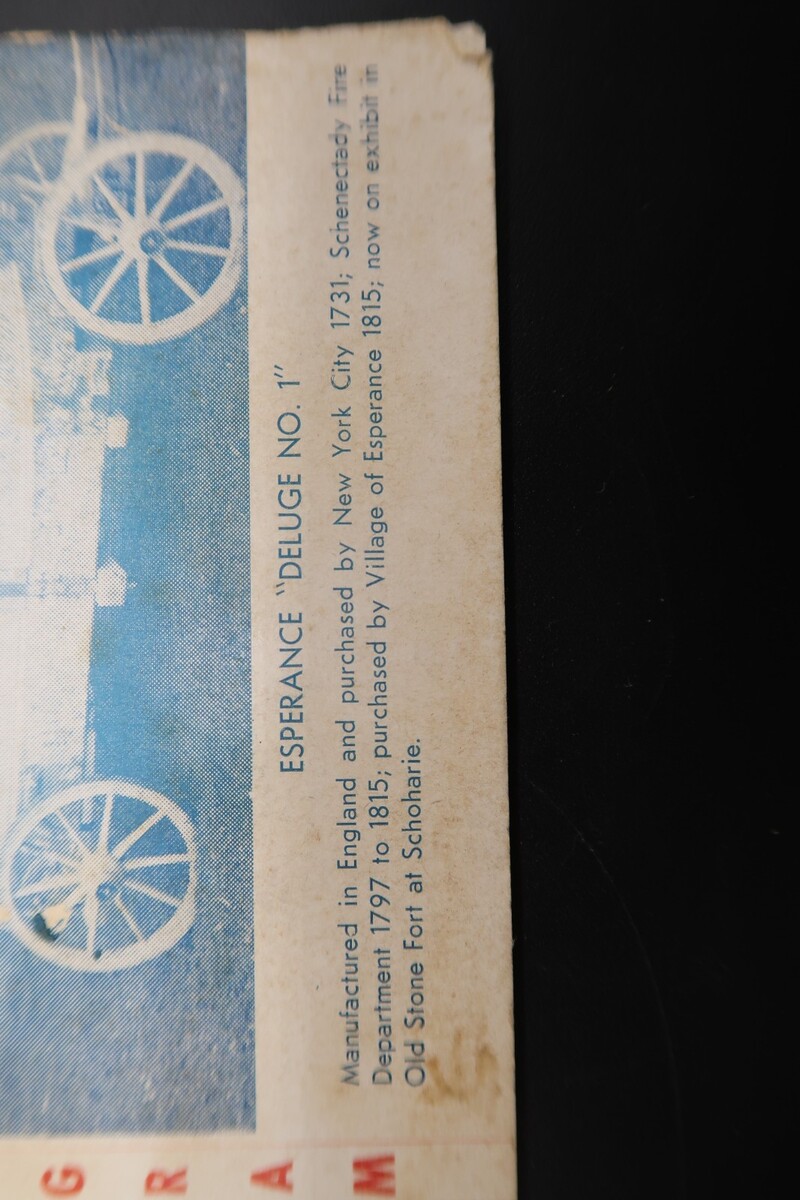 ESPERANCE "DELUGE NO. 1"
Manufactured in England and purchased by New York City 1731; Schenectady Fire
Department 1797 to 1815; purchased by Village of Esperance 1815; now on exhibit in
Old Stone Fort at Schoharie.
G
R
A
M